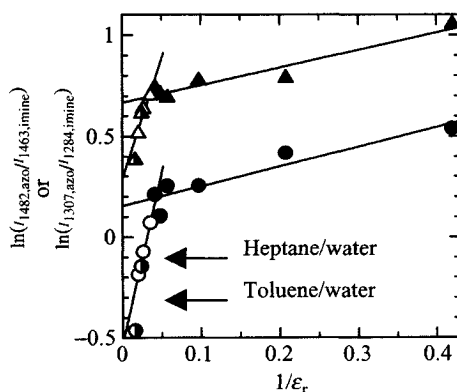 ln(I1482,azo/I1463,imine)
or
ln(I1307,azo/I1284,imine)
1
0.5
0
−0.5
Heptane/water
Toluene/water
0
0.1
0.2
0.3
0.4
1/εr